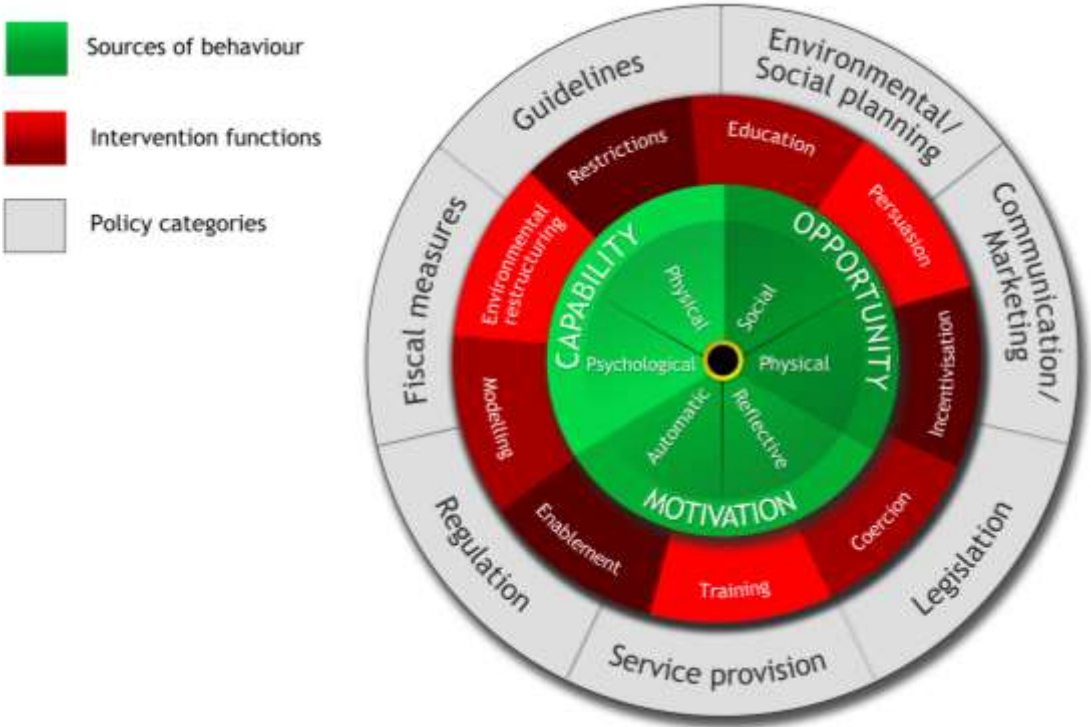 Sources of behaviour
Intervention functions
Policy categories
Guidelines
Environmental/
Social planning
Communication/
Marketing
Legislation
Service provision
Regulation
Fiscal measures
Restrictions
Education
Persuasion
Incentivisation
Coercion
Training
Enablement
Modelling
Environmental
restructuring
CAPABILITY
OPPORTUNITY
MOTIVATION
Physical
Social
Physical
Reflective
Automatic
Psychological